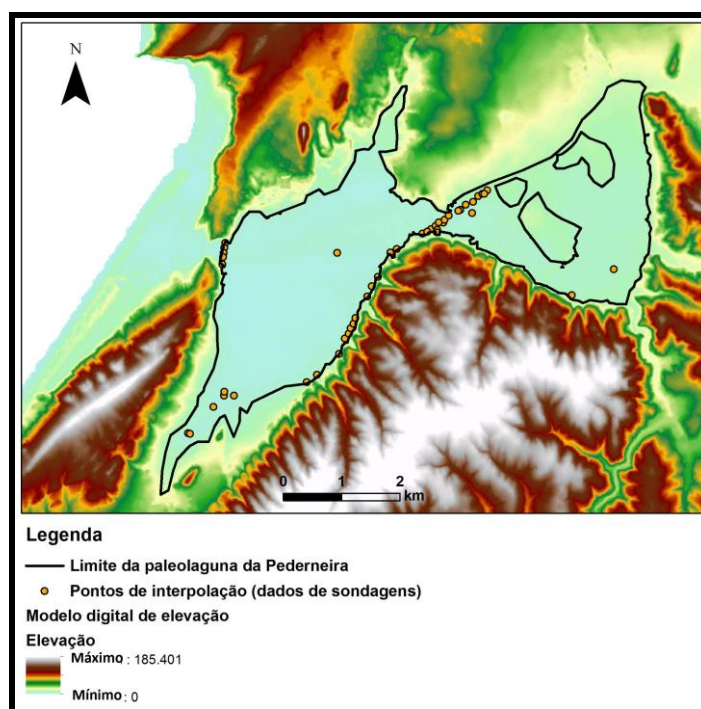 N
0 1 2
km
Legenda
Limite da paleolaguna da Pederneira
Pontos de interpolação (dados de sondagens)
Modelo digital de elevação
Elevação
Máximo : 185.401
Mínimo : 0